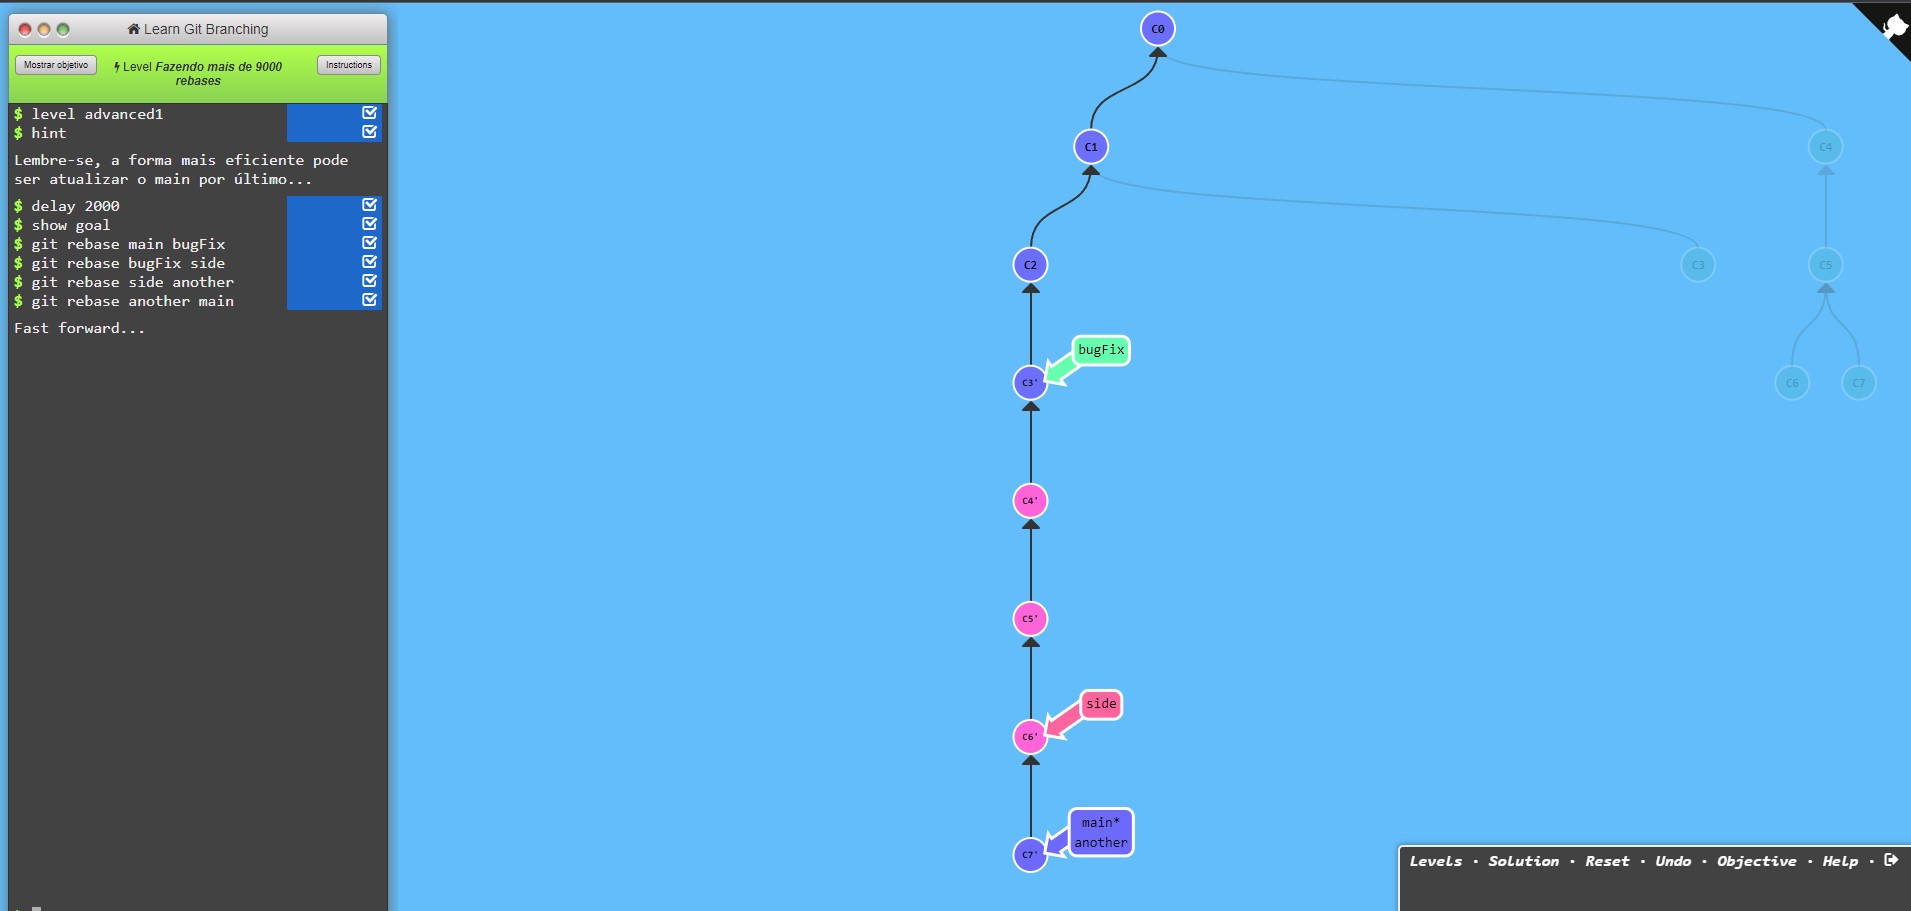 Learn Git Branching
Mostrar objetivo
Level Fazendo mais de 9000
rebases
Instructions
$ level advanced1
$ hint
Lembre-se, a forma mais eficiente pode
ser atualizar o main por último...
$ delay 2000
$ show goal
$ git rebase main bugFix
$ git rebase bugFix side
$ git rebase side another
$ git rebase another main
Fast forward...
C0
C1
C4
C2
C3
C5
bugFix
C3'
C6
C7
C4'
C5'
side
C6'
main*
another
C7'
Levels · Solution · Reset · Undo · Objective · Help ·